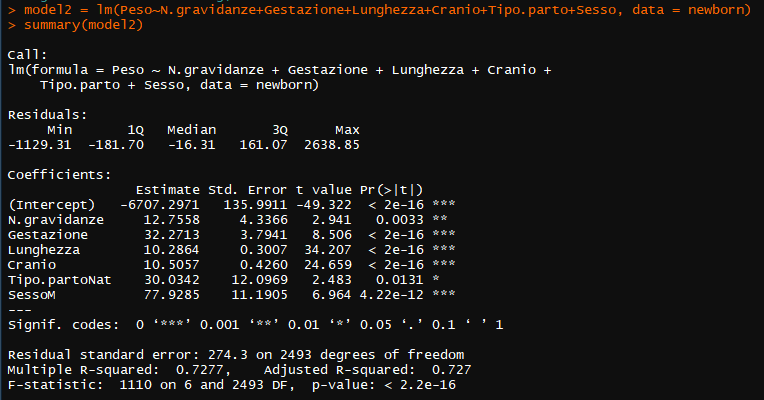 > model2 = lm(Peso~N.gravidanze+Gestazione+Lunghezza+Cranio+Tipo.parto+Sesso, data = newborn)
> summary(model2)

Call:
lm(formula = Peso ~ N.gravidanze + Gestazione + Lunghezza + Cranio +
    Tipo.parto + Sesso, data = newborn)

Residuals:
     Min       1Q   Median       3Q      Max
-1129.31  -181.70   -16.31   161.07  2638.85

Coefficients:
                Estimate Std. Error t value Pr(>|t|)
(Intercept)   -6707.2971   135.9911 -49.322  < 2e-16 ***
N.gravidanze     12.7558     4.3366   2.941   0.0033 **
Gestazione       32.2713     3.7941   8.506  < 2e-16 ***
Lunghezza        10.2864     0.3007  34.207  < 2e-16 ***
Cranio           10.5057     0.4260  24.659  < 2e-16 ***
Tipo.partoNat    30.0342    12.0969   2.483   0.0131 *
SessoM           77.9285    11.1905   6.964 4.22e-12 ***
---
Signif. codes:  0 ‘***’ 0.001 ‘**’ 0.01 ‘*’ 0.05 ‘.’ 0.1 ‘ ’ 1

Residual standard error: 274.3 on 2493 degrees of freedom
Multiple R-squared:  0.7277,    Adjusted R-squared:  0.727
F-statistic:  1110 on 6 and 2493 DF,  p-value: < 2.2e-16